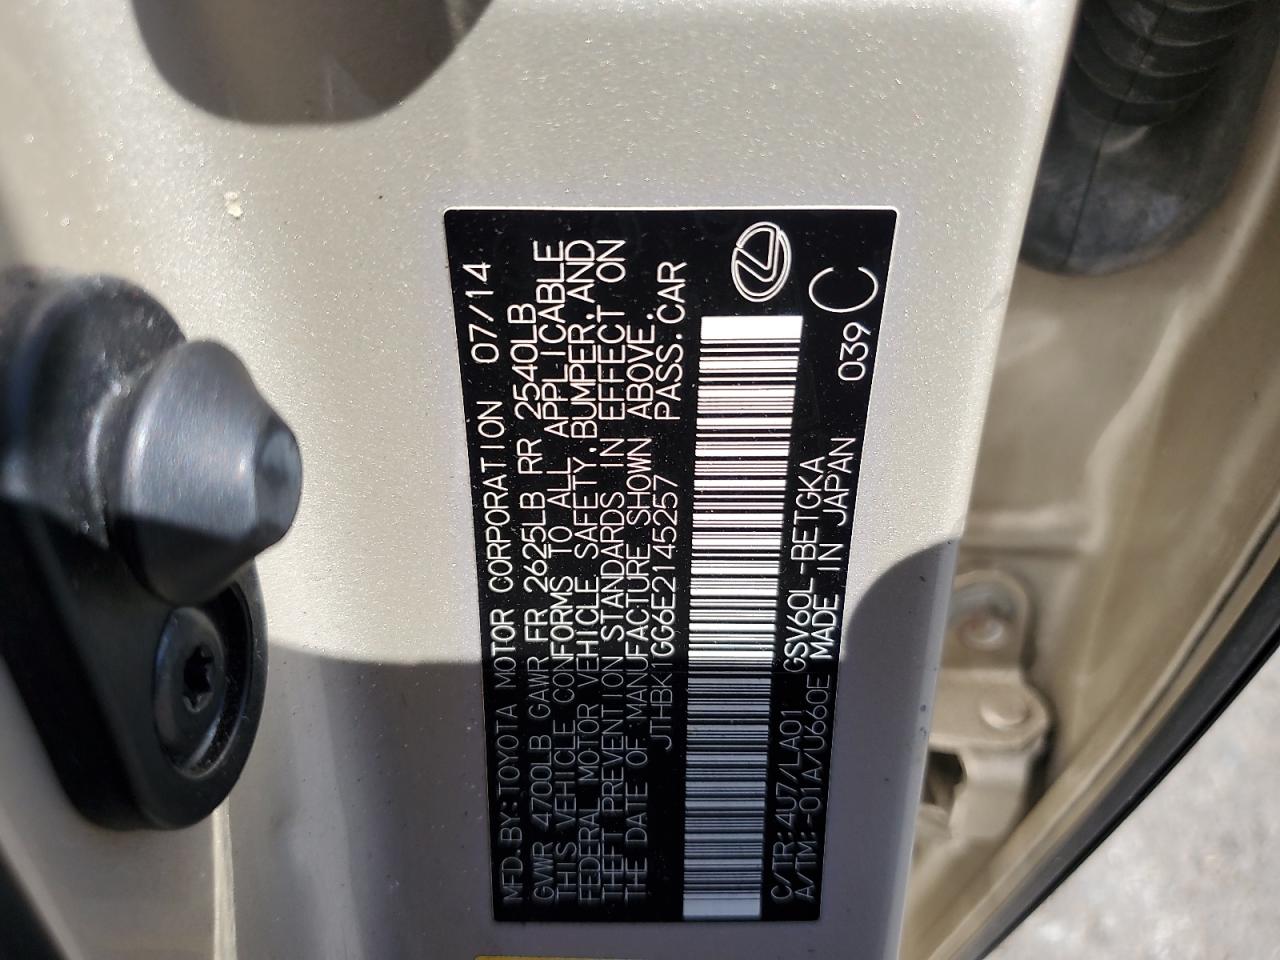 MFD.BY:TOYOTA MOTOR CORPORATION 07/14
GVWR 4700LB GAWR FR 2625LB RR 2540LB
THIS VEHICLE CONFORMS TO ALL APPLICABLE
FEDERAL MOTOR VEHICLE SAFETY,BUMPER,AND
THEFT PREVENTION STANDARDS IN EFFECT ON
THE DATE OF MANUFACTURE SHOWN ABOVE.
JTHBK1GG6E2145257 PASS.CAR
C/TR:4U7/LA01 GSV60L-BETGKA
A/TM:-01A/U660E MADE IN JAPAN 039 C